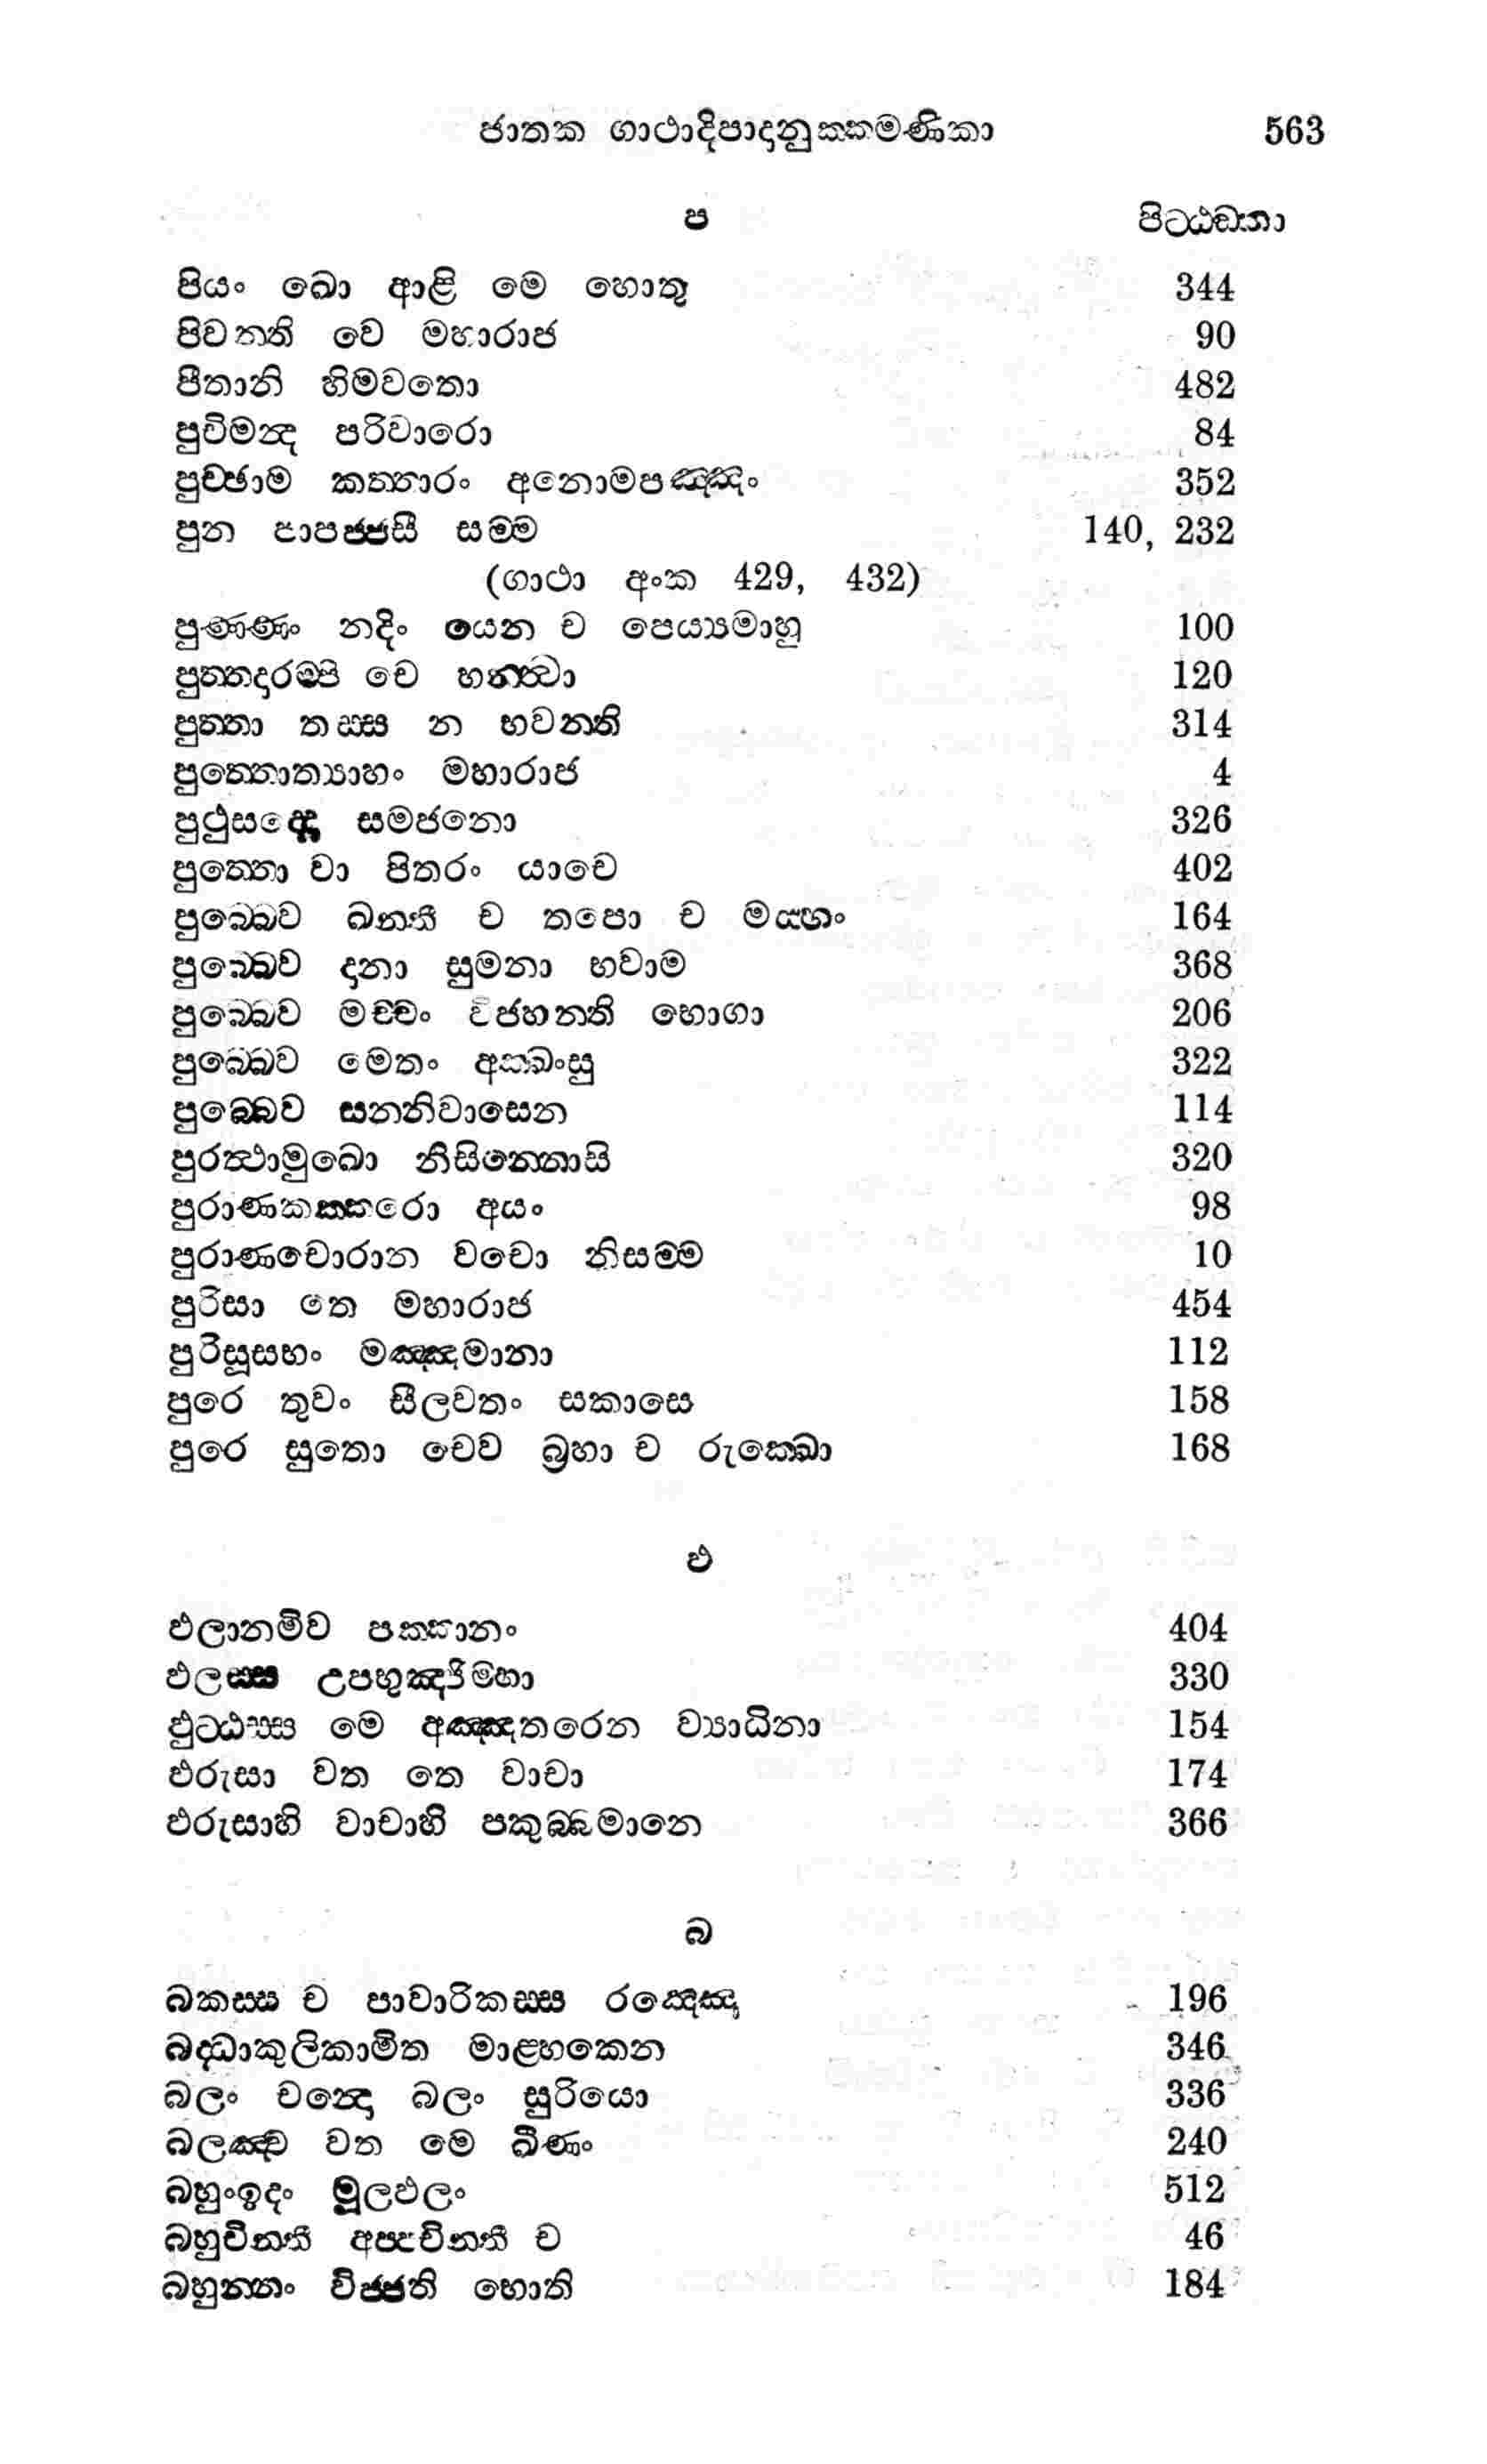 ජාතක ගාථාදිපාදානුක්කමණිකා 563
ප පිට්ඨඞ්කා
පියං ඛො ආළි මෙ හොතු 344
පිවන්ති වෙ මහාරාජ 90
පීතානි හිමවතො 482
පුචිමන්ද පරිවාරො 84
පුච්ඡාම කත්තාරං අනොමපඤ්ඤං 352
පුන පාපජ්ජසී සම්ම 140, 232
(ගාථා අංක 429, 432)
පුණ්ණං නදිං යෙන ච පෙය්‍යමාහු 100
පුත්තදාරම්පි චෙ හන්ත්වා 120
පුත්තා තස්ස න භවන්ති 314
පුත්තොත්‍යාහං මහාරාජ 4
පුථුසද්දො සමජනො 326
පුත්තො වා පිතරං යාචෙ 402
පුබ්බෙව ඛන්තී ච තපො ච මය්හං 164
පුබ්බෙව දානා සුමනා භවාම 368
පුබ්බෙව මච්චං විජහන්ති භොගා 206
පුබ්බෙව මෙතං අක්ඛංසු 322
පුබ්බෙව සන්නිවාසෙන 114
පුරත්ථාමුඛො නිසින්නොසි 320
පුරාණකක්කරො අයං 98
පුරාණචොරාන වචො නිසම්ම 10
පුරිසා තෙ මහාරාජ 454
පුරිසූසභං මඤ්ඤමානා 112
පුරෙ තුවං සීලවතං සකාසෙ 158
පුරෙ සුතො චෙව බ්‍රහා ච රුක්ඛො 168
ඵ
ඵලානමිව පක්කානං 404
ඵලස්ස උපභුඤ්ජිම්හා 330
ඵුට්ඨස්ස මෙ අඤ්ඤතරෙන ව්‍යාධිනා 154
ඵරුසා වත තෙ වාචා 174
ඵරුසාහි වාචාහි පකුබ්බමානෙ 366
බ
බකස්ස ච පාවාරිකස්ස රඤ්ඤෙ 196
බද්ධාකුලිකාමිත මාළහකෙන 346
බලං චන්දො බලං සුරියො 336
බලඤ්ච වත මෙ ඛීණං 240
බහුංඉදං මූලඵලං 512
බහුචින්තී අප්පචින්තී ච 46
බහුන්නං විජ්ජති භොති 184